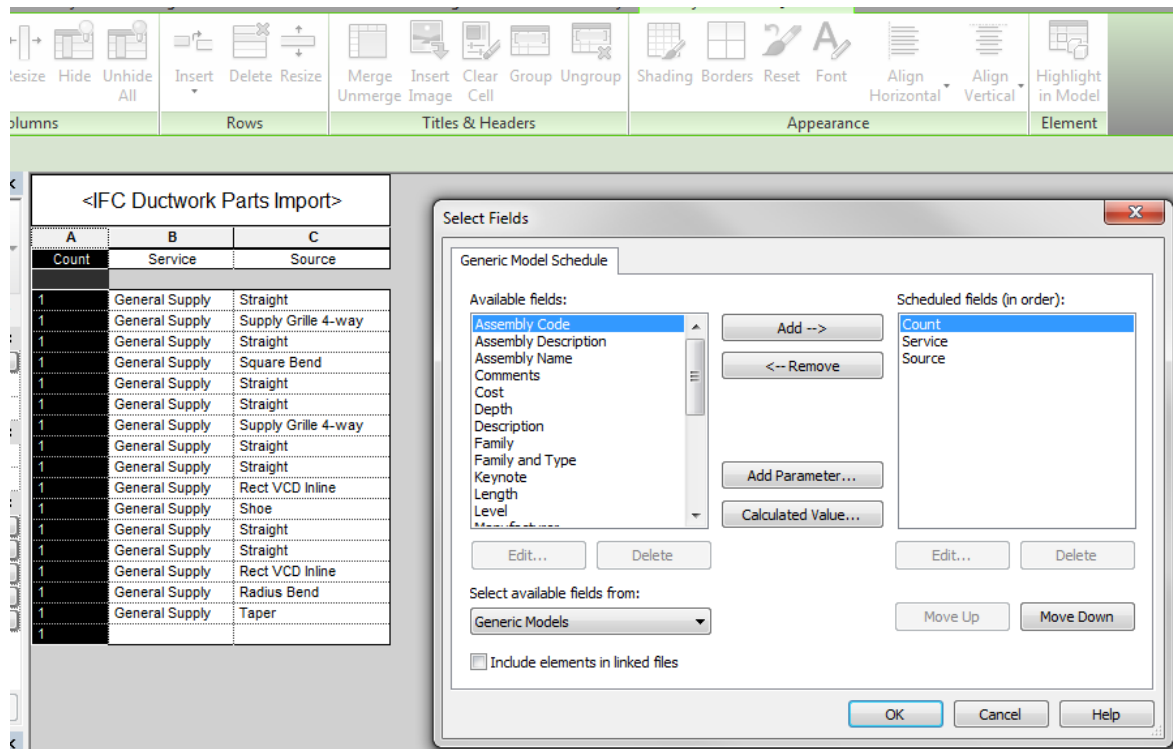 Resize Hide Unhide All Insert Delete Resize Merge Unmerge Insert Image Clear Cell Group Ungroup Shading Borders Reset Font Align Horizontal Align Vertical Highlight in Model
Rows Titles & Headers Appearance Element
<IFC Ductwork Parts Import>
A B C
Count Service Source
1 General Supply Straight
1 General Supply Supply Grille 4-way
1 General Supply Straight
1 General Supply Square Bend
1 General Supply Straight
1 General Supply Straight
1 General Supply Supply Grille 4-way
1 General Supply Straight
1 General Supply Straight
1 General Supply Rect VCD Inline
1 General Supply Shoe
1 General Supply Straight
1 General Supply Straight
1 General Supply Rect VCD Inline
1 General Supply Radius Bend
1 General Supply Taper
1
Select Fields
Generic Model Schedule
Available fields:
Assembly Code
Assembly Description
Assembly Name
Comments
Cost
Depth
Description
Family
Family and Type
Keynote
Length
Level
Add -->
<-- Remove
Add Parameter...
Calculated Value...
Scheduled fields (in order):
Count
Service
Source
Edit... Delete
Edit... Delete
Select available fields from:
Generic Models
Move Up Move Down
Include elements in linked files
OK Cancel Help